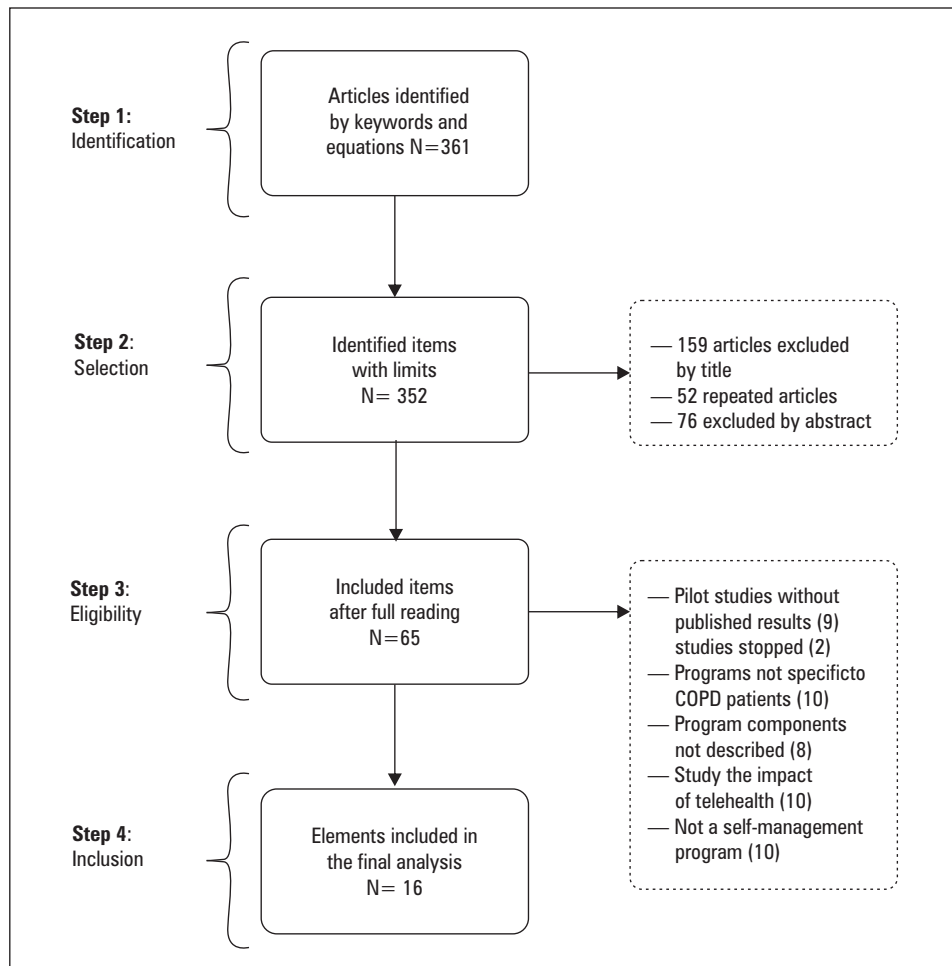 Step 1:
Identification
Articles identified
by keywords and
equations N=361
Step 2:
Selection
Identified items
with limits
N= 352
— 159 articles excluded
by title
— 52 repeated articles
— 76 excluded by abstract
Step 3:
Eligibility
Included items
after full reading
N=65
— Pilot studies without
published results (9)
studies stopped (2)
— Programs not specificto
COPD patients (10)
— Program components
not described (8)
— Study the impact
of telehealth (10)
— Not a self-management
program (10)
Step 4:
Inclusion
Elements included in
the final analysis
N= 16